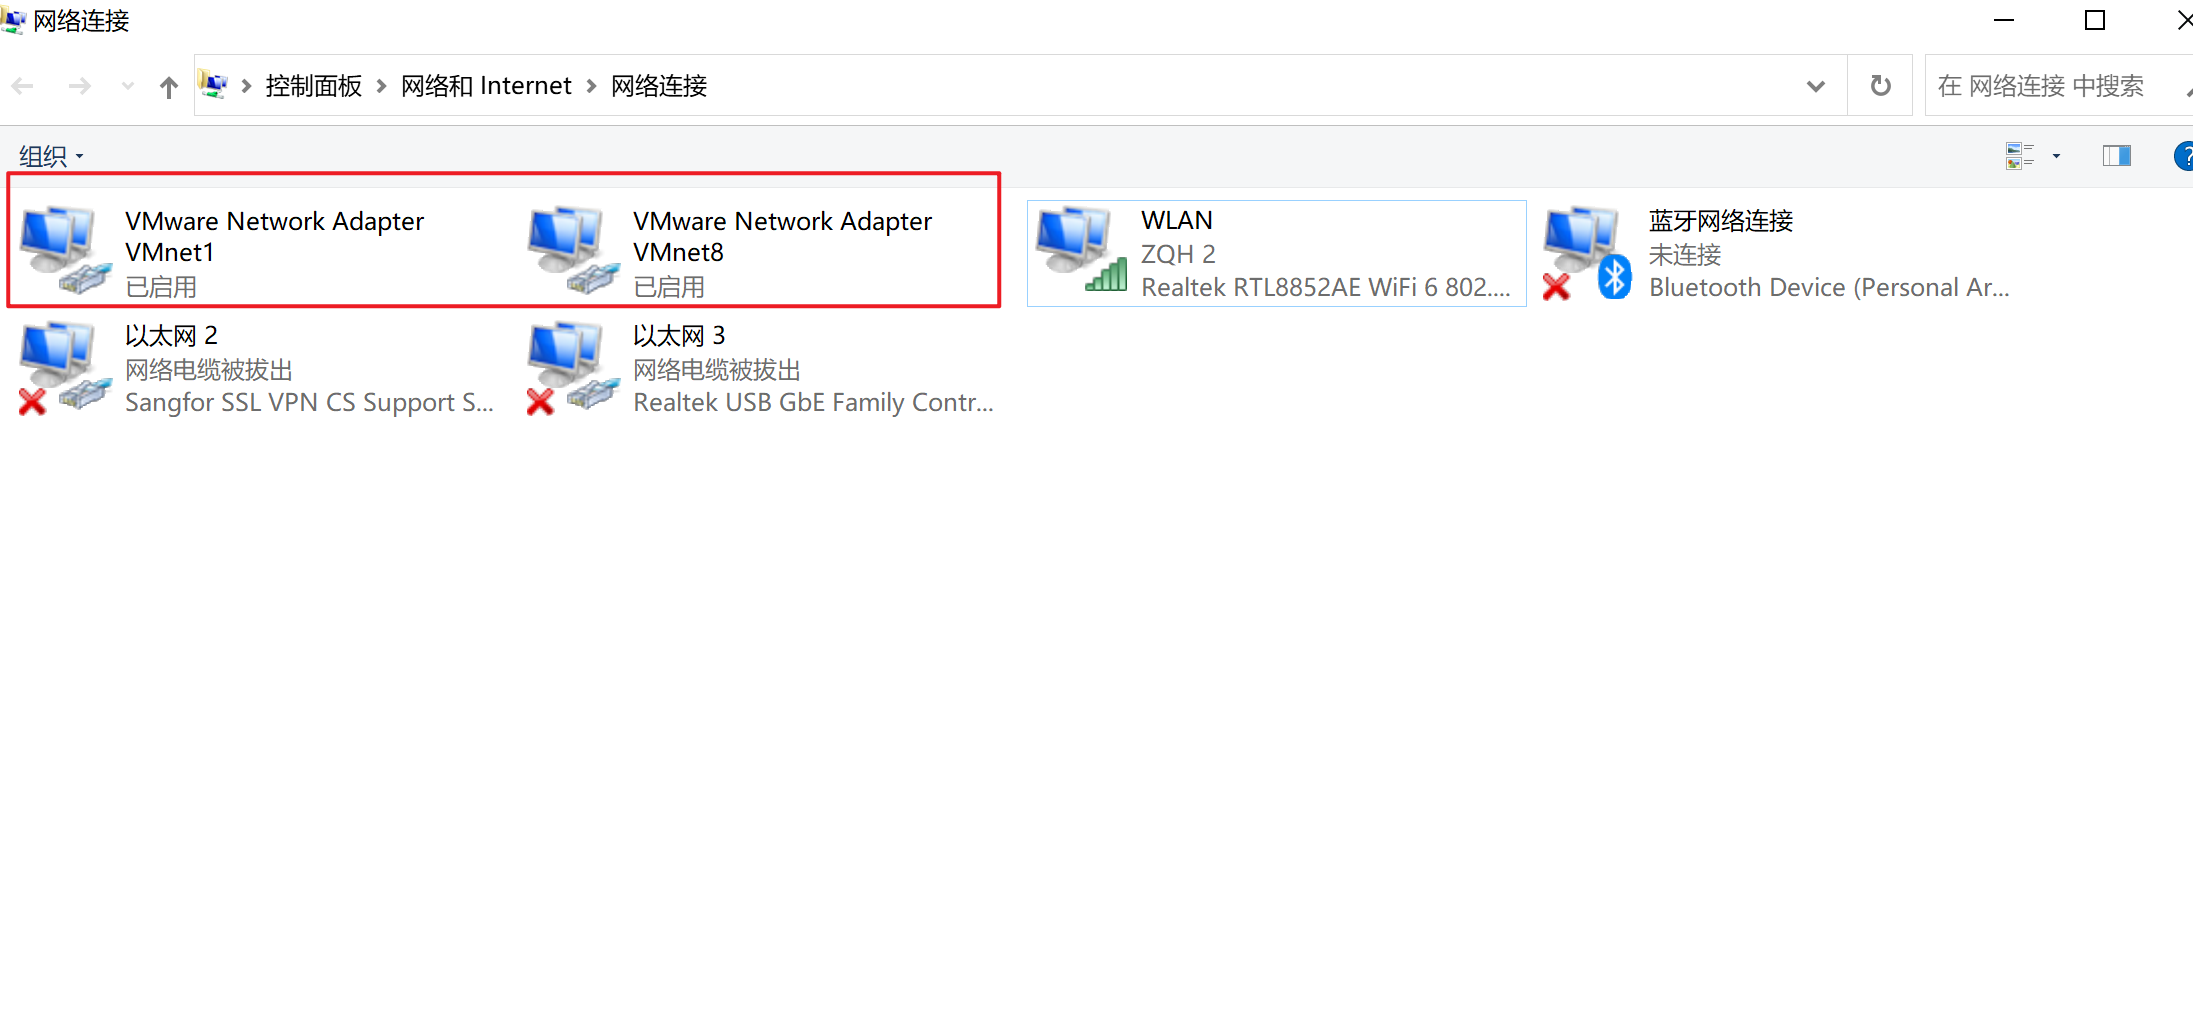 网络连接
控制面板 网络和 Internet 网络连接
在 网络连接 中搜索
组织
VMware Network Adapter
VMnet1
已启用
VMware Network Adapter
VMnet8
已启用
WLAN
ZQH 2
Realtek RTL8852AE WiFi 6 802....
蓝牙网络连接
未连接
Bluetooth Device (Personal Ar...
以太网 2
网络电缆被拔出
Sangfor SSL VPN CS Support S...
以太网 3
网络电缆被拔出
Realtek USB GbE Family Contr...